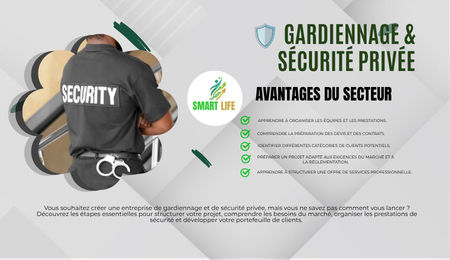 GARDIENNAGE &
SÉCURITÉ PRIVÉE
SECURITY
SMART LIFE
AVANTAGES DU SECTEUR
APPRENDRE À ORGANISER LES ÉQUIPES ET LES PRESTATIONS.
COMPRENDRE LA PRÉPARATION DES DEVIS ET DES CONTRATS.
IDENTIFIER DIFFÉRENTES CATÉGORIES DE CLIENTS POTENTIELS.
PRÉPARER UN PROJET ADAPTÉ AUX EXIGENCES DU MARCHÉ ET À
LA RÉGLEMENTATION.
APPRENDRE À STRUCTURER UNE OFFRE DE SERVICES PROFESSIONNELLE.
Vous souhaitez créer une entreprise de gardiennage et de sécurité privée, mais vous ne savez pas comment vous lancer ?
Découvrez les étapes essentielles pour structurer votre projet, comprendre les besoins du marché, organiser les prestations de
sécurité et développer votre portefeuille de clients.